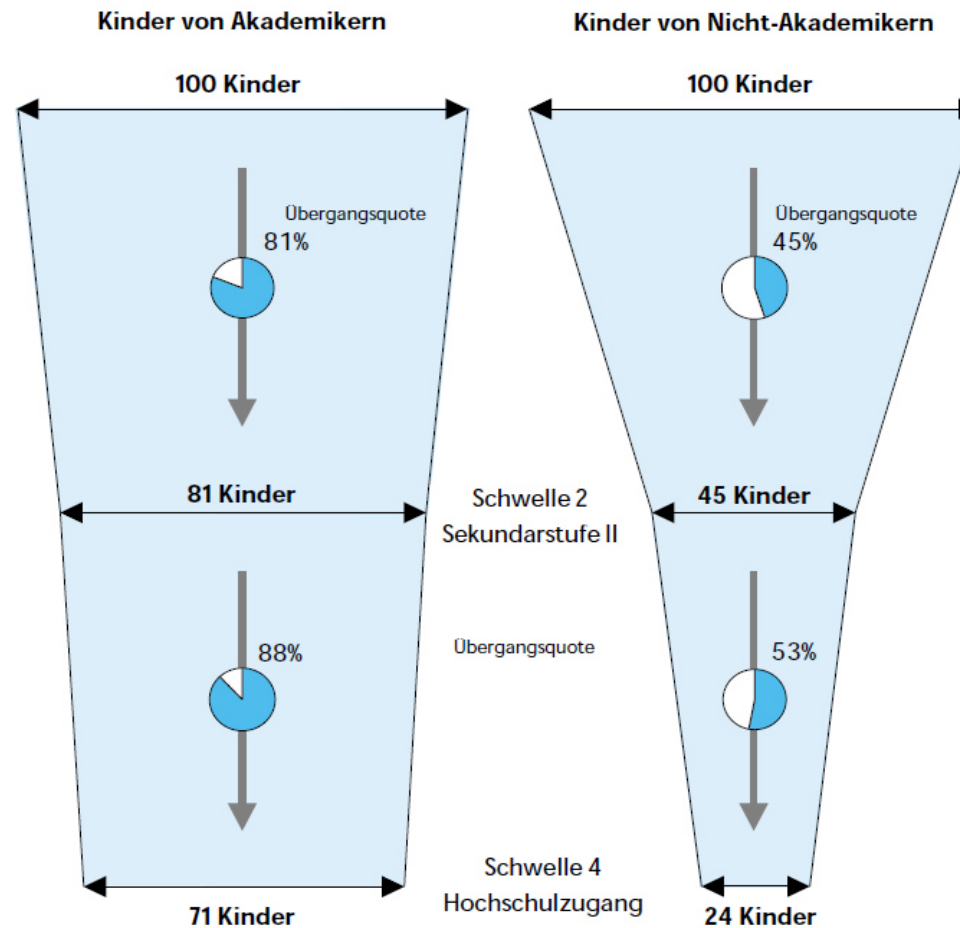 Kinder von Akademikern
Kinder von Nicht-Akademikern
100 Kinder
100 Kinder
Übergangsquote
81%
Übergangsquote
45%
81 Kinder
Schwelle 2
Sekundarstufe II
45 Kinder
88%
Übergangsquote
53%
Schwelle 4
Hochschulzugang
71 Kinder
24 Kinder